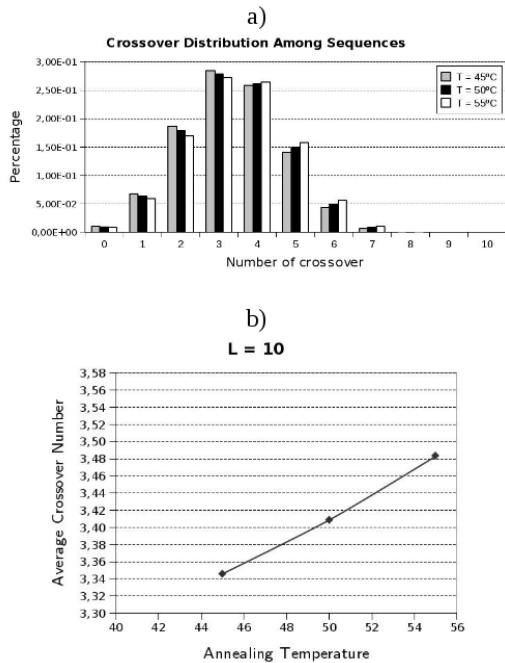 a)
Crossover Distribution Among Sequences
3,00E-01
2,50E-01
2,00E-01
1,50E-01
1,00E-01
5,00E-02
0,00E+00
Percentage
T = 45ºC
T = 50ºC
T = 55ºC
0 1 2 3 4 5 6 7 8 9 10
Number of crossover
b)
L = 10
3,58
3,56
3,54
3,52
3,50
3,48
3,46
3,44
3,42
3,40
3,38
3,36
3,34
3,32
3,30
Average Crossover Number
40 42 44 46 48 50 52 54 56
Annealing Temperature